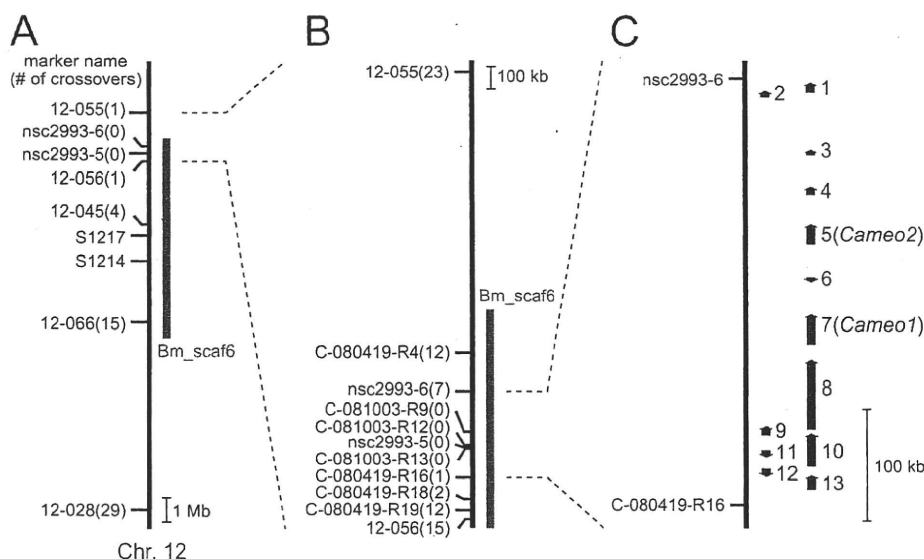 A
marker name
(# of crossovers)
12-055(1)
nsc2993-6(0)
nsc2993-5(0)
12-056(1)
12-045(4)
S1217
S1214
12-066(15)
Bm_scaf6
12-028(29)
1 Mb
Chr. 12
B
12-055(23)
100 kb
Bm_scaf6
C-080419-R4(12)
nsc2993-6(7)
C-081003-R9(0)
C-081003-R12(0)
nsc2993-5(0)
C-081003-R13(0)
C-080419-R16(1)
C-080419-R18(2)
C-080419-R19(12)
12-056(15)
C
nsc2993-6
2
1
3
4
5(Cameo2)
6
7(Cameo1)
8
9
11
10
12
13
100 kb
C-080419-R16